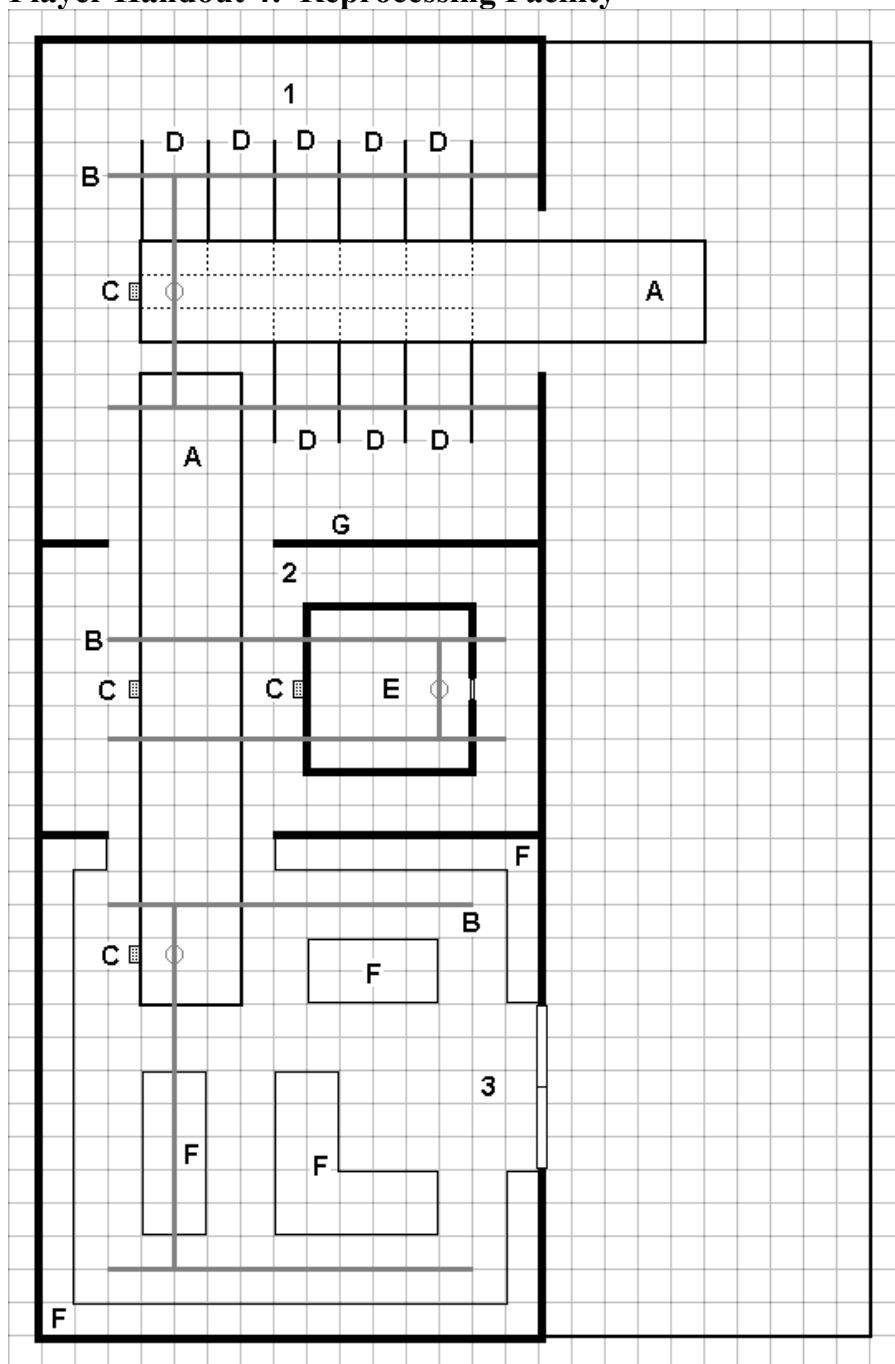 Player Handout 4: Reprocessing Facility
1
D D D D D
B
C A
D D D
A
G
2
B
C C E
F
B
C F
3
F F
F